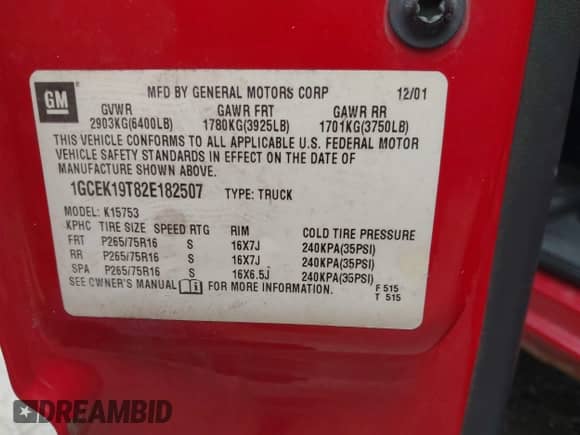 GM
MFD BY GENERAL MOTORS CORP 12/01
GVWR GAWR FRT GAWR RR
2903KG(6400LB) 1780KG(3925LB) 1701KG(3750LB)
THIS VEHICLE CONFORMS TO ALL APPLICABLE U.S. FEDERAL MOTOR
VEHICLE SAFETY STANDARDS IN EFFECT ON THE DATE OF
MANUFACTURE SHOWN ABOVE.
1GCEK19T82E182507 TYPE: TRUCK
MODEL: K15753
KPHC TIRE SIZE SPEED RTG RIM COLD TIRE PRESSURE
FRT P265/75R16 S 16X7J 240KPA(35PSI)
RR P265/75R16 S 16X7J 240KPA(35PSI)
SPA P265/75R16 S 16X6.5J 240KPA(35PSI)
SEE OWNER'S MANUAL FOR MORE INFORMATION. F 515
T 515
DREAMBID